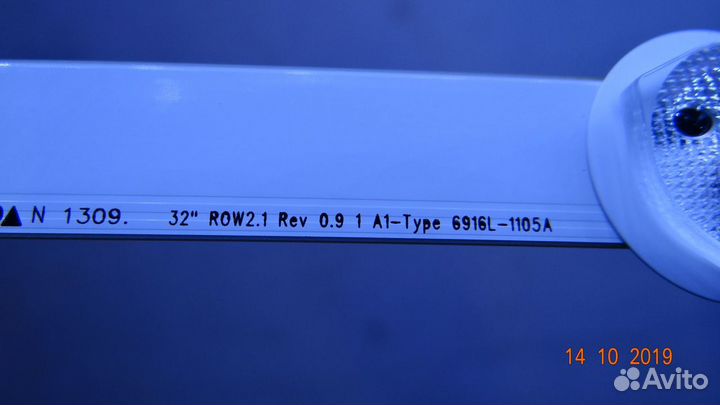 ▲ N 1309. 32" ROW2.1 Rev 0.9 1 A1-Type 6916L-1105A
14 10 2019
Avito